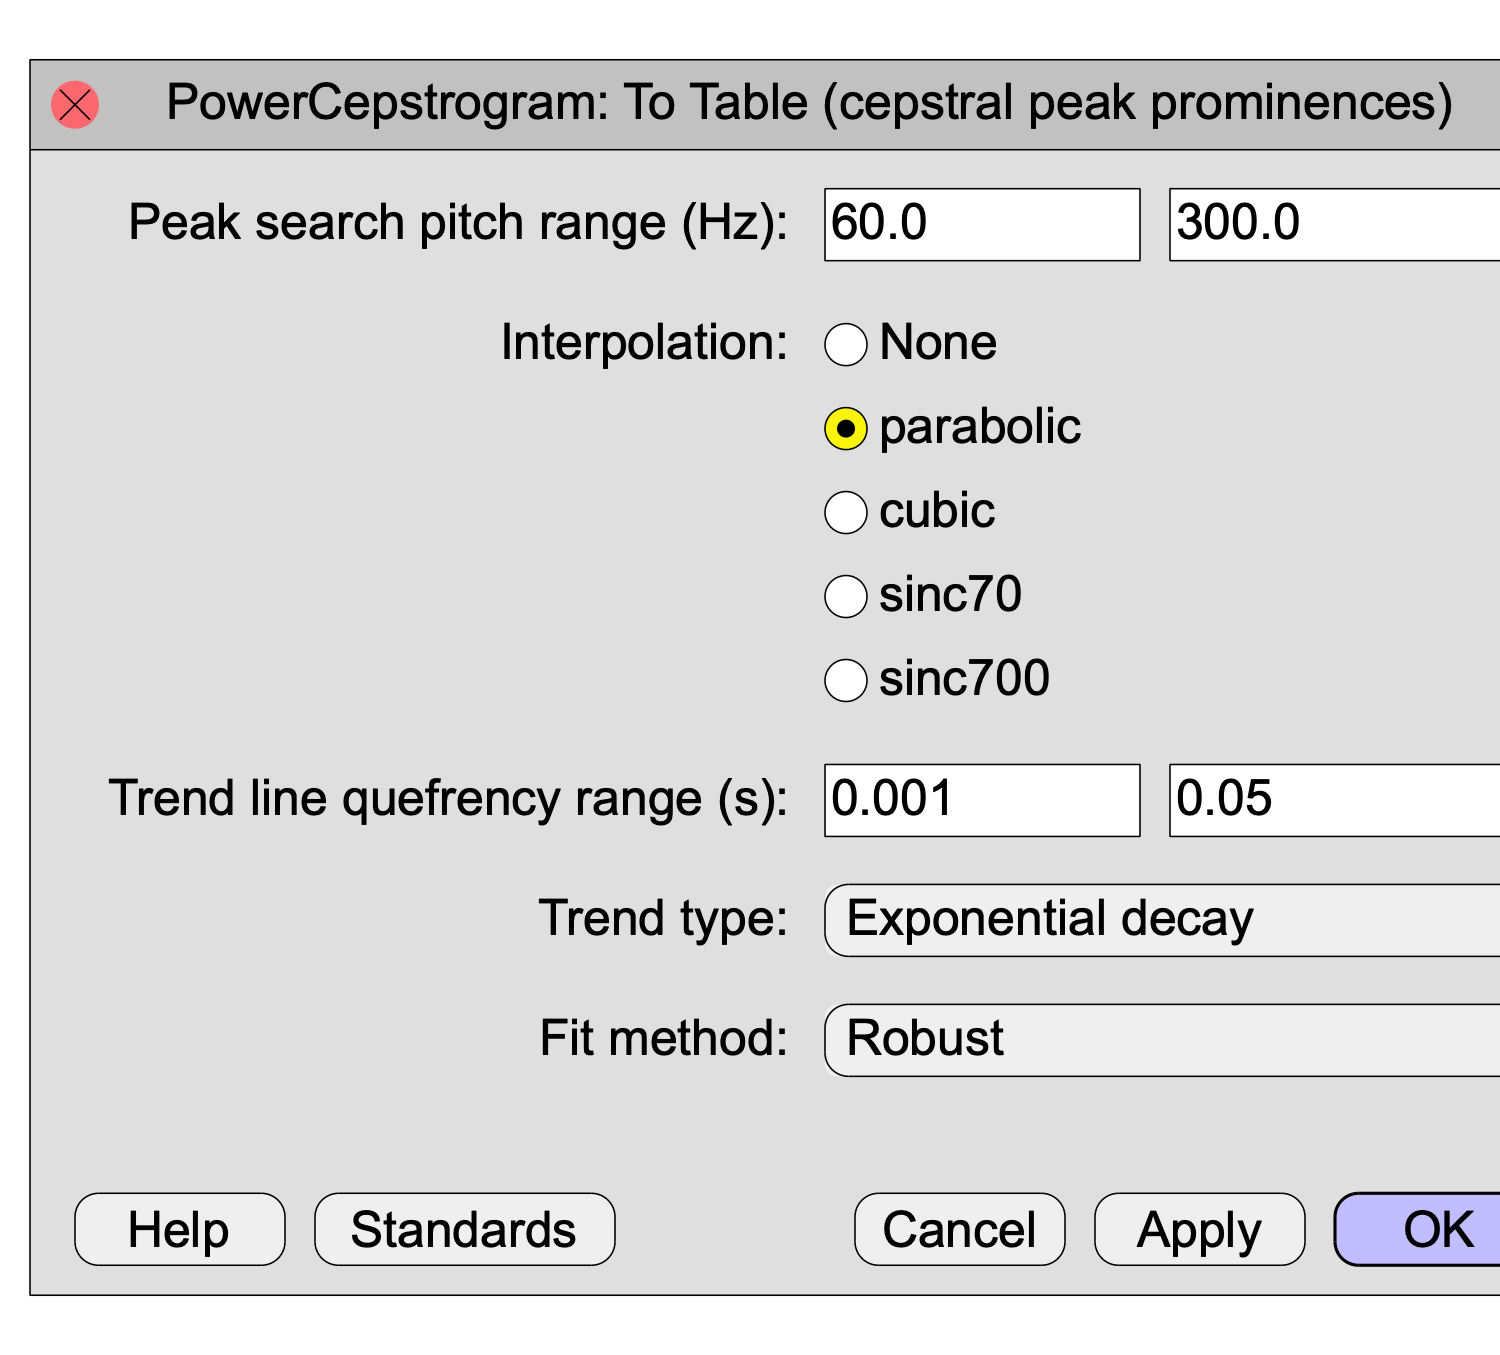 PowerCepstrogram: To Table (cepstral peak prominences)
Peak search pitch range (Hz): 60.0 300.0
Interpolation: None
parabolic
cubic
sinc70
sinc700
Trend line quefrency range (s): 0.001 0.05
Trend type: Exponential decay
Fit method: Robust
Help Standards Cancel Apply OK